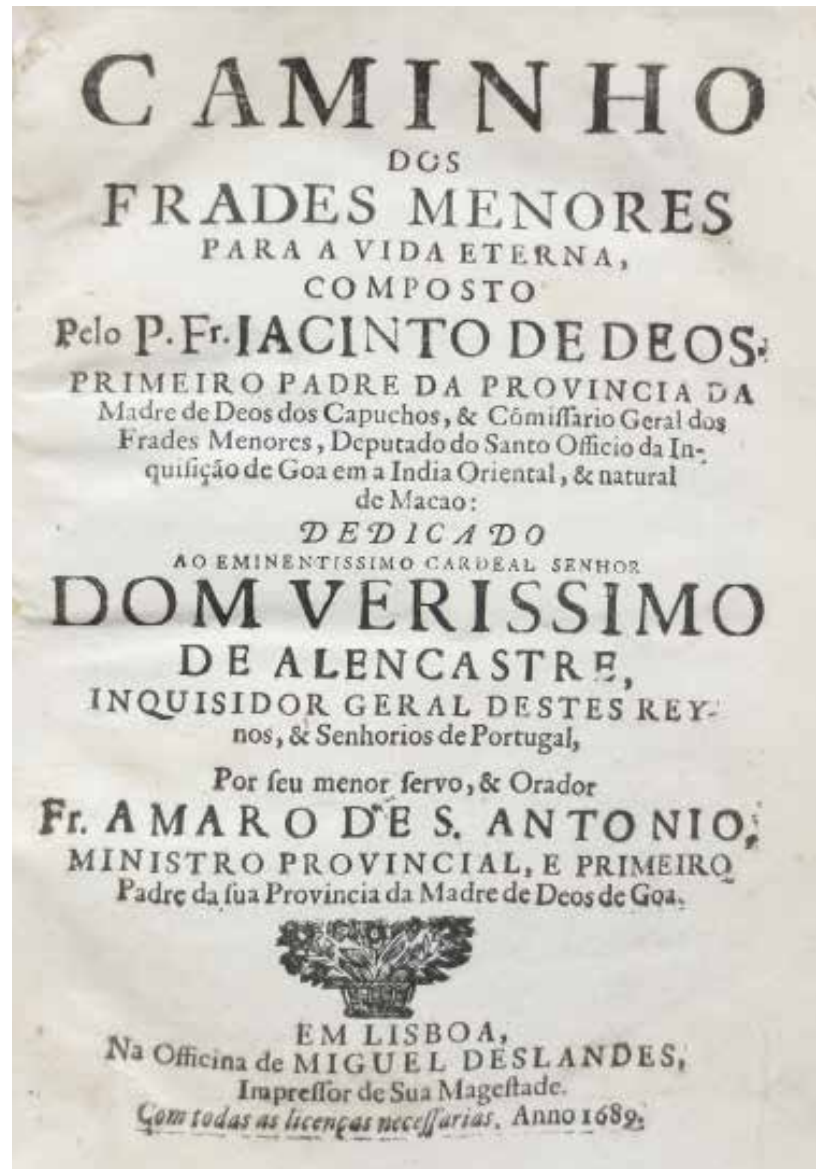 CAMINHO
DOS
FRADES MENORES
PARA A VIDA ETERNA,
COMPOSTO
Pelo P. Fr. JACINTO DE DEOS,
PRIMEIRO PADRE DA PROVINCIA DA
Madre de Deos dos Capuchos, & Cõmiſſario Geral dos
Frades Menores, Deputado do Santo Officio da In-
quiſição de Goa em a India Oriental, & natural
de Macao:
DEDICADO
AO EMINENTISSIMO CARDEAL SENHOR
DOM VERISSIMO
DE ALENCASTRE,
INQUISIDOR GERAL DESTES REY-
nos, & Senhorios de Portugal,
Por ſeu menor ſervo, & Orador
Fr. AMARO DE S. ANTONIO,
MINISTRO PROVINCIAL, E PRIMEIRO
Padre da ſua Provincia da Madre de Deos de Goa.
EM LISBOA,
Na Officina de MIGUEL DESLANDES,
Impreſſor de Sua Mageſtade.
Com todas as licenças neceſſarias. Anno 1689.